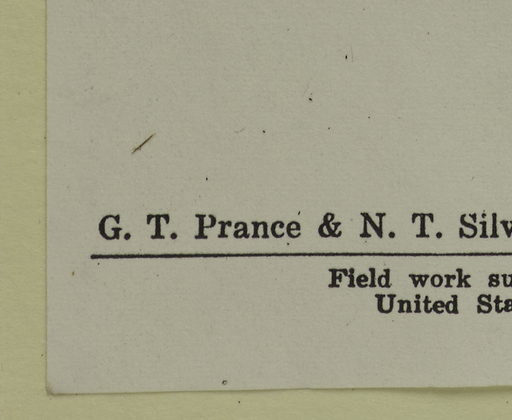 G. T. Prance & N. T. Silv
Field work su
United Sta